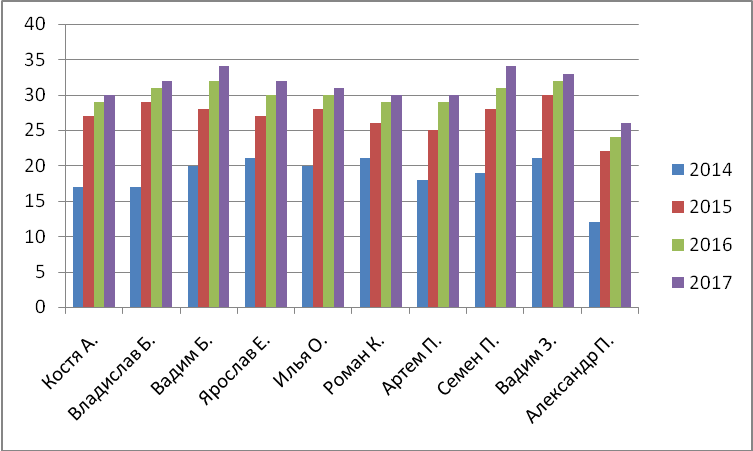 40
35
30
25
20
15
10
5
0
Костя А.
Владислав Б.
Вадим Б.
Ярослав Е.
Илья О.
Роман К.
Артем П.
Семен П.
Вадим З.
Александр П.
2014
2015
2016
2017